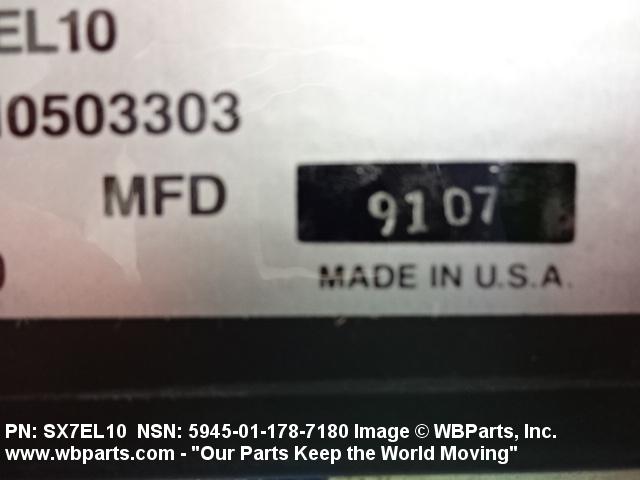 EL10
10503303
MFD 9107
MADE IN U.S.A.
PN: SX7EL10 NSN: 5945-01-178-7180 Image © WBParts, Inc.
www.wbparts.com - "Our Parts Keep the World Moving"